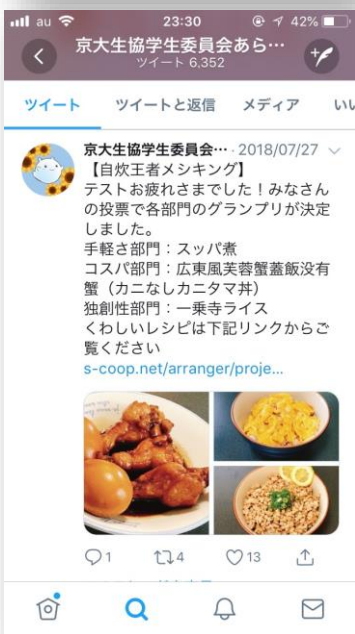 au 23:30 42%
京大生協学生委員会あら…
ツイート 6,352
ツイート ツイートと返信 メディア いい
京大生協学生委員会… · 2018/07/27
【自炊王者メシキング】
テストお疲れさまでした！みなさん
の投票で各部門のグランプリが決定
しました。
手軽さ部門：スッパ煮
コスパ部門：広東風芙蓉蟹蓋飯没有
蟹（カニなしカニタマ丼）
独創性部門：一乗寺ライス
くわしいレシピは下記リンクからご
覧ください
s-coop.net/arranger/proje...
1 4 13